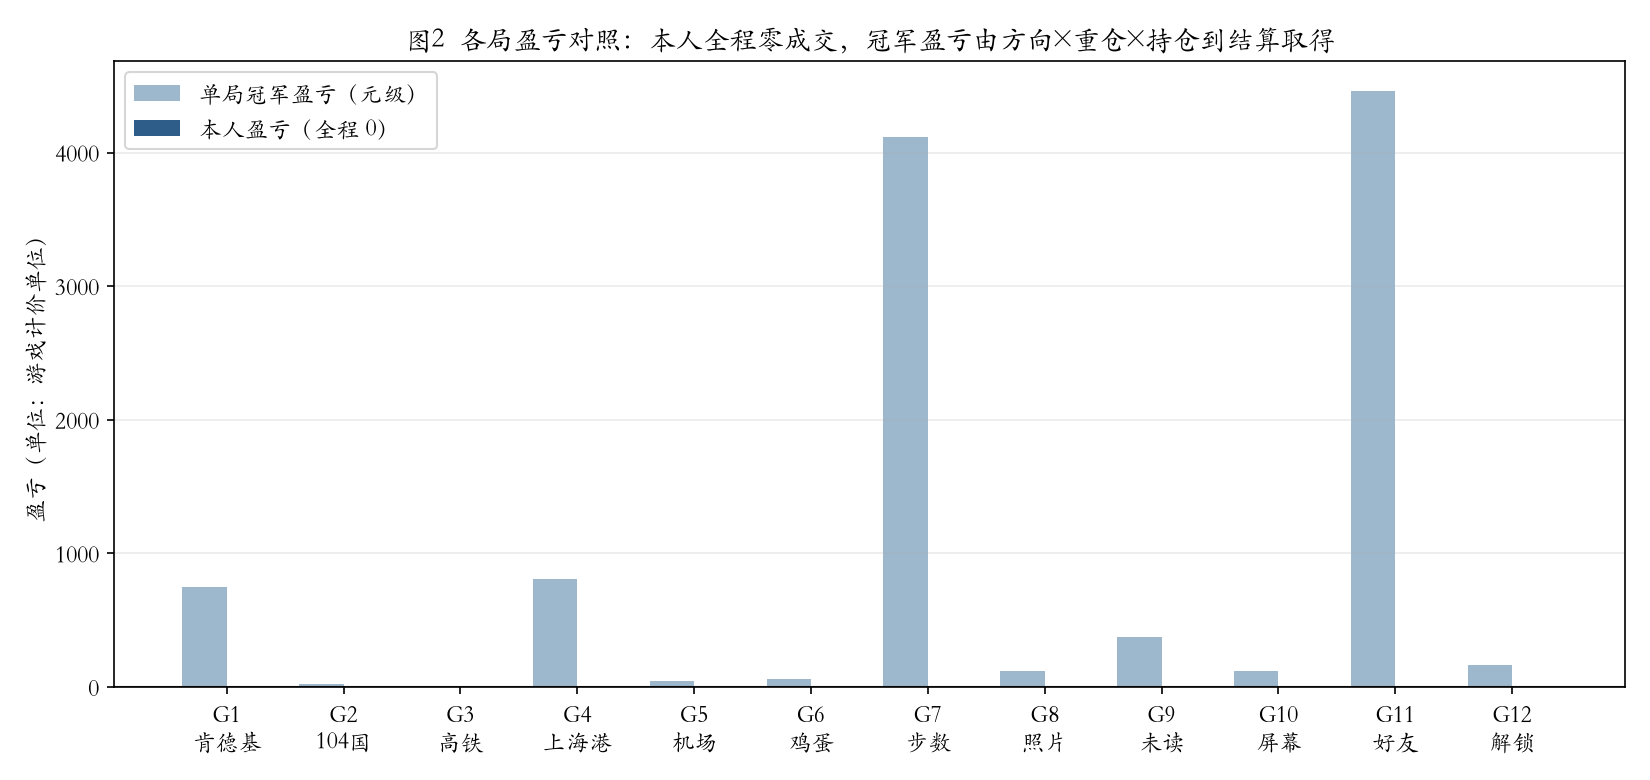 图2 各局盈亏对照：本人全程零成交，冠军盈亏由方向×重仓×持仓到结算取得
单局冠军盈亏（元级）
本人盈亏（全程 0）
盈亏（单位：游戏计价单位）
4000
3000
2000
1000
0
G1 G2 G3 G4 G5 G6 G7 G8 G9 G10 G11 G12
肯德基 104国 高铁 上海港 机场 鸡蛋 步数 照片 未读 屏幕 好友 解锁